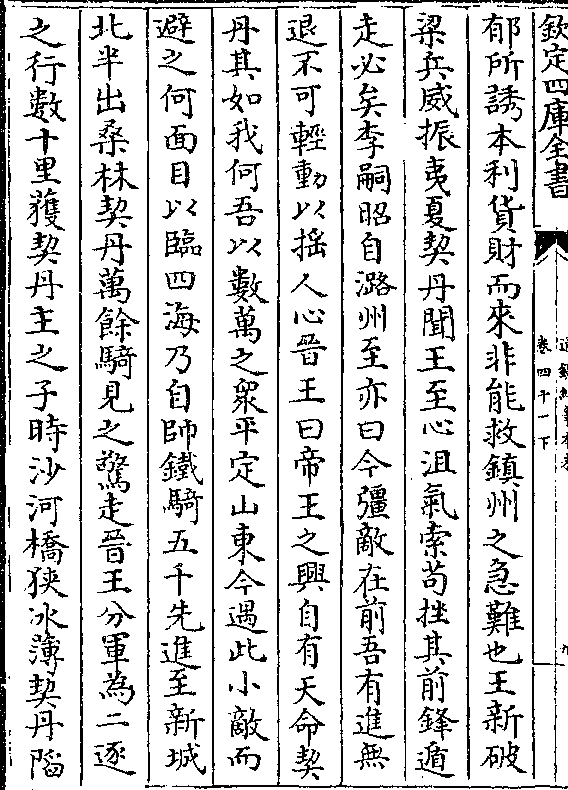 欽定四庫全書
卷四十一下
郁所誘本利貨財而來非能救鎮州之急難也王新破
梁兵威振夷夏契丹聞王至心沮氣索茍挫其前鋒遁
走必矣李嗣昭自潞州至亦曰今彊敵在前吾有進無
退不可輕動以搖人心晉王曰帝王之興自有天命契
丹其如我何吾以數萬之衆平定山東今遇此小敵而
避之何面目以臨四海乃自帥鐵騎五千先進至新城
北半出桑林契丹萬餘騎見之驚走晉王分軍為二逐
之行數十里獲契丹主之子時沙河橋狹冰薄契丹陷